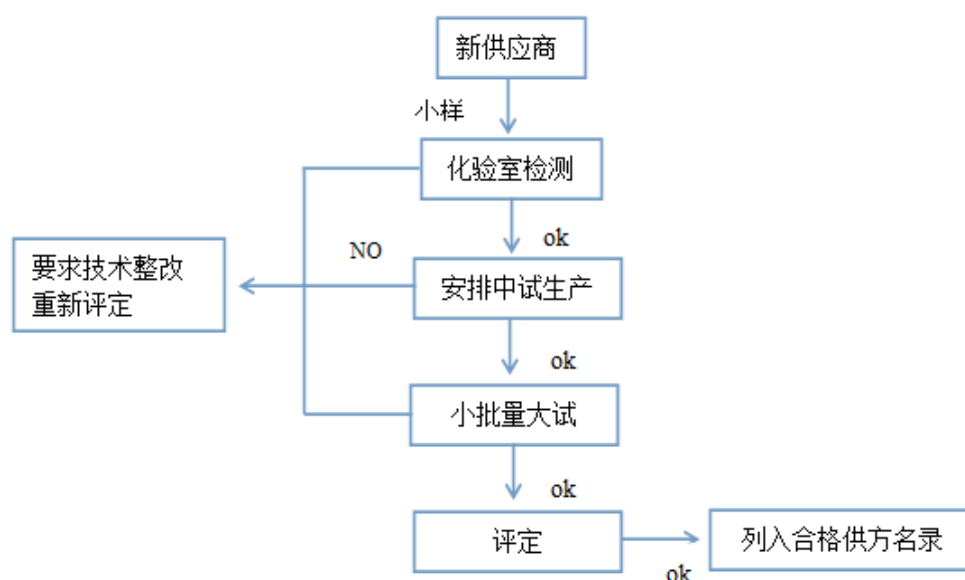 新供应商
小样
化验室检测
ok
NO
要求技术整改
重新评定
安排中试生产
ok
小批量大试
ok
评定
列入合格供方名录
ok